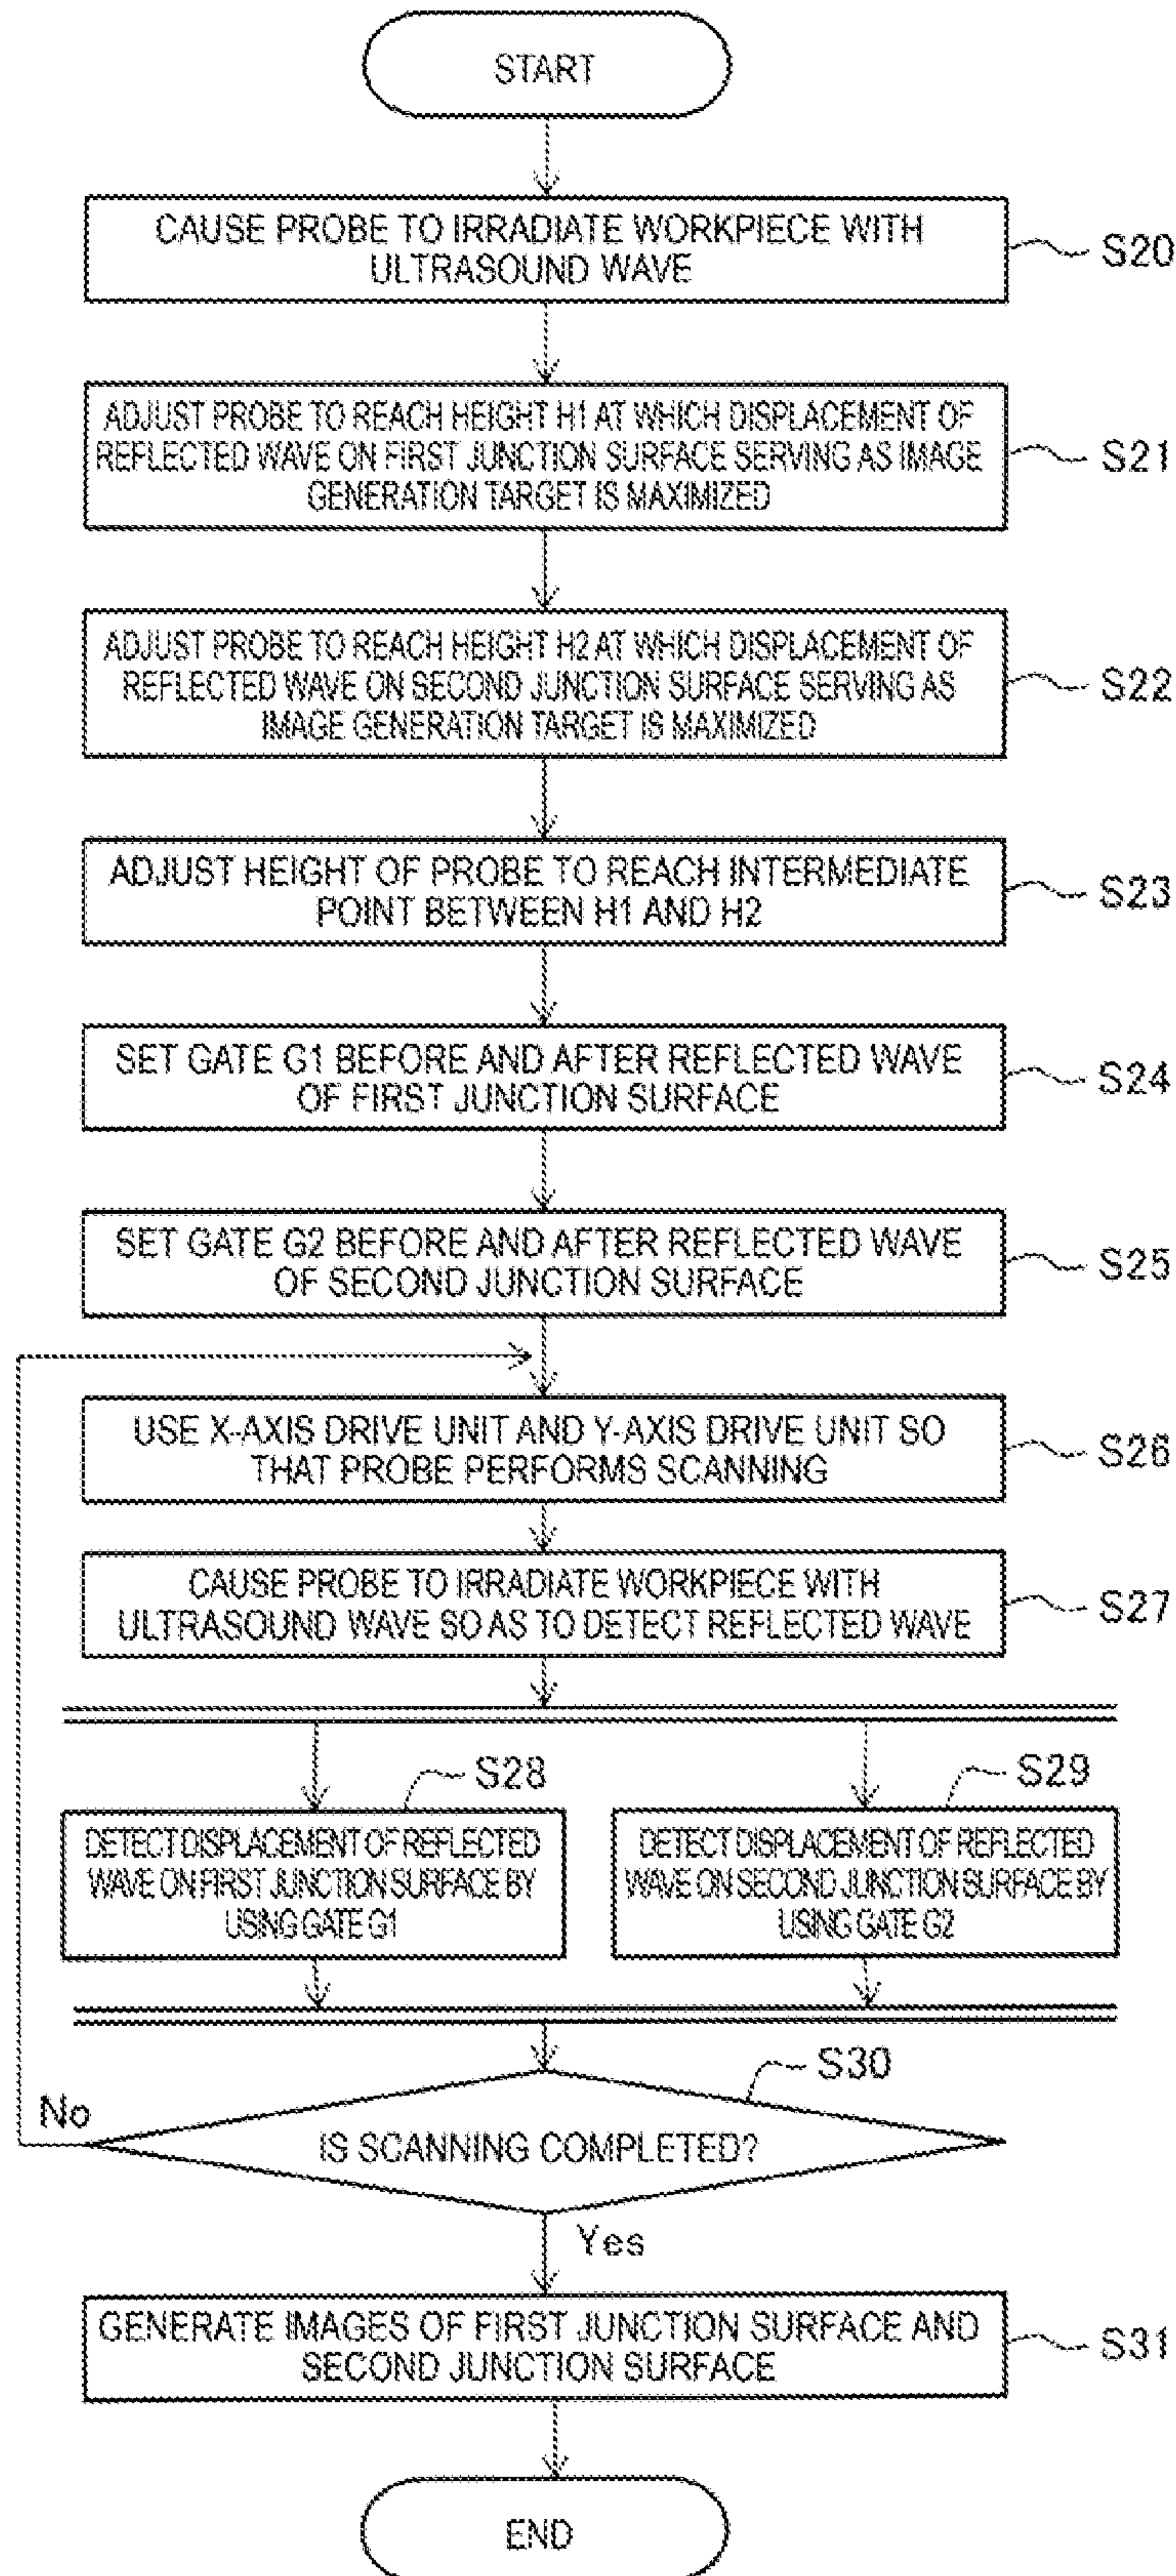 START
CAUSE PROBE TO IRRADIATE WORKPIECE WITH
ULTRASOUND WAVE
S20
ADJUST PROBE TO REACH HEIGHT H1 AT WHICH DISPLACEMENT OF
REFLECTED WAVE ON FIRST JUNCTION SURFACE SERVING AS IMAGE
GENERATION TARGET IS MAXIMIZED
S21
ADJUST PROBE TO REACH HEIGHT H2 AT WHICH DISPLACEMENT OF
REFLECTED WAVE ON SECOND JUNCTION SURFACE SERVING AS
IMAGE GENERATION TARGET IS MAXIMIZED
S22
ADJUST HEIGHT OF PROBE TO REACH INTERMEDIATE
POINT BETWEEN H1 AND H2
S23
SET GATE G1 BEFORE AND AFTER REFLECTED WAVE
OF FIRST JUNCTION SURFACE
S24
SET GATE G2 BEFORE AND AFTER REFLECTED WAVE
OF SECOND JUNCTION SURFACE
S25
USE X-AXIS DRIVE UNIT AND Y-AXIS DRIVE UNIT SO
THAT PROBE PERFORMS SCANNING
S26
CAUSE PROBE TO IRRADIATE WORKPIECE WITH
ULTRASOUND WAVE SO AS TO DETECT REFLECTED WAVE
S27
S28
DETECT DISPLACEMENT OF REFLECTED
WAVE ON FIRST JUNCTION SURFACE BY
USING GATE G1
S29
DETECT DISPLACEMENT OF REFLECTED
WAVE ON SECOND JUNCTION SURFACE BY
USING GATE G2
S30
No
IS SCANNING COMPLETED?
Yes
GENERATE IMAGES OF FIRST JUNCTION SURFACE AND
SECOND JUNCTION SURFACE
S31
END